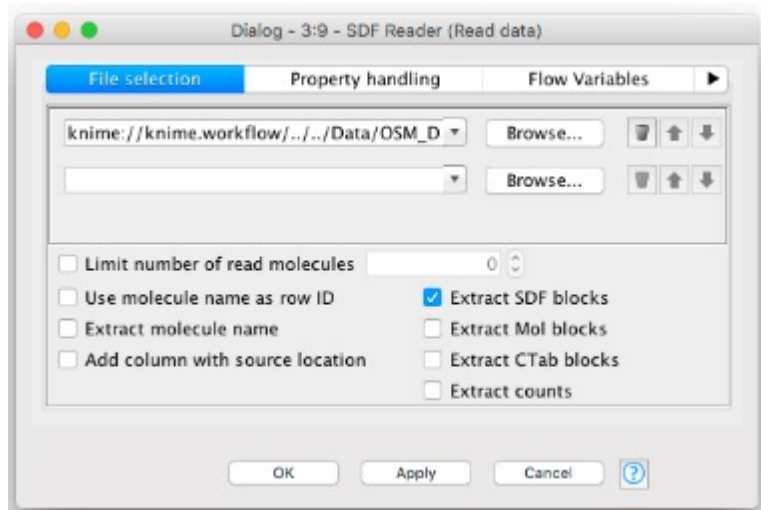 Dialog - 3:9 - SDF Reader (Read data)
File selection Property handling Flow Variables
knime://knime.workflow/../../Data/OSM_D Browse...
Browse...
Limit number of read molecules 0
Use molecule name as row ID Extract SDF blocks
Extract molecule name Extract Mol blocks
Add column with source location Extract CTab blocks
Extract counts
OK Apply Cancel ?